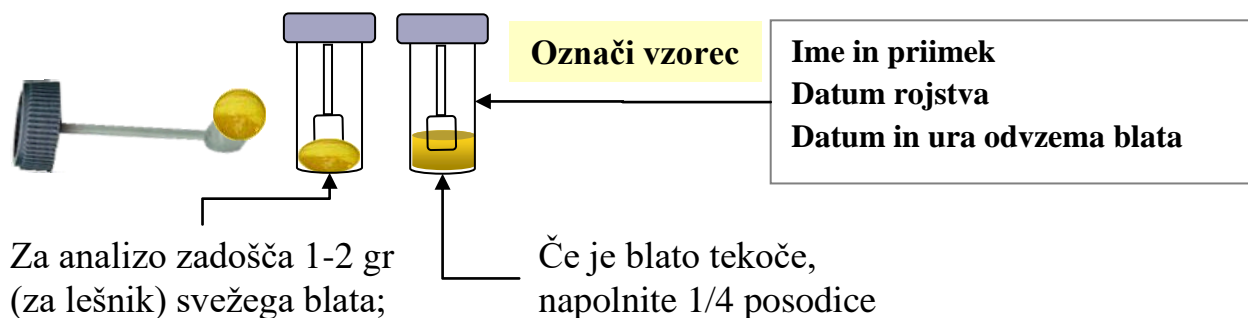 Označi vzorec
Ime in priimek
Datum rojstva
Datum in ura odvzema blata
Za analizo zadošča 1-2 gr
(za lešnik) svežega blata;
Če je blato tekoče,
napolnite 1/4 posodice